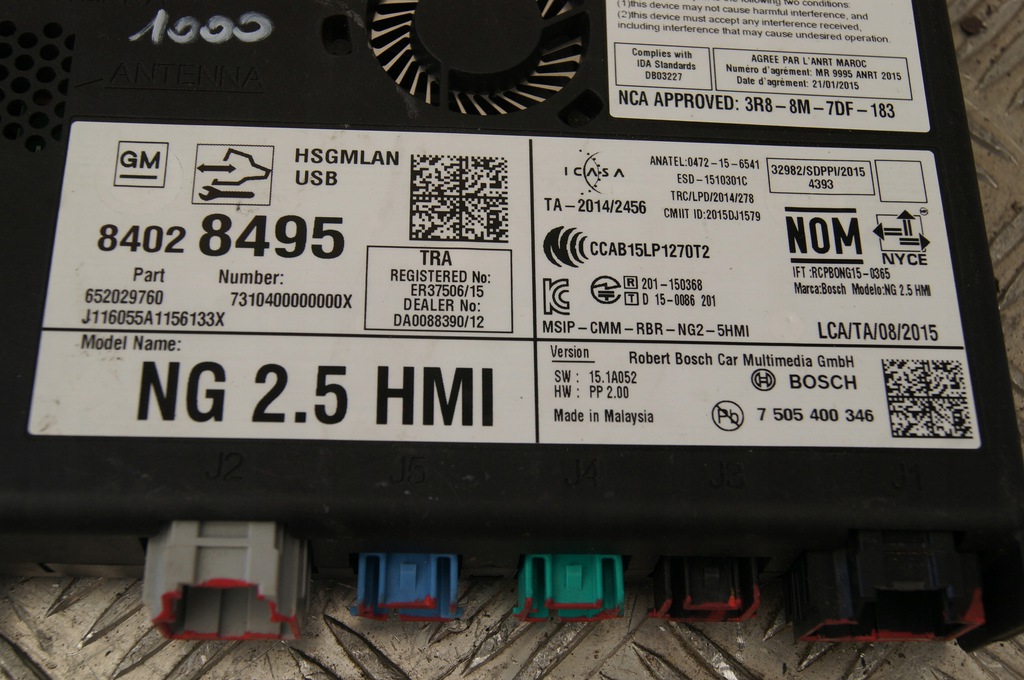 1000
ANTENNA
the following two conditions:
(1)this device may not cause harmful interference, and
(2)this device must accept any interference received,
including interference that may cause undesired operation.
Complies with
IDA Standards
DB03227
AGREE PAR L'ANRT MAROC
Numéro d'agrément: MR 9995 ANRT 2015
Date d'agrément: 21/01/2015
NCA APPROVED: 3R8-8M-7DF-183
GM
HSGMLAN
USB
8402 8495
Part Number:
652029760 7310400000000X
J116055A1156133X
TRA
REGISTERED No:
ER37506/15
DEALER No:
DA0088390/12
Model Name:
NG 2.5 HMI
ICASA
TA-2014/2456
ANATEL:0472-15-6541
ESD-1510301C
TRC/LPD/2014/278
CMIIT ID:2015DJ1579
32982/SDPPI/2015
4393
CCAB15LP1270T2
NOM
NYCE
R 201-150368
T D 15-0086 201
IFT:RCPBONG15-0365
Marca:Bosch Modelo:NG 2.5 HMI
MSIP-CMM-RBR-NG2-5HMI
LCA/TA/08/2015
Version
SW: 15.1A052
HW: PP 2.00
Made in Malaysia
Robert Bosch Car Multimedia GmbH
BOSCH
7 505 400 346
J2 J5 J4 J3 J1